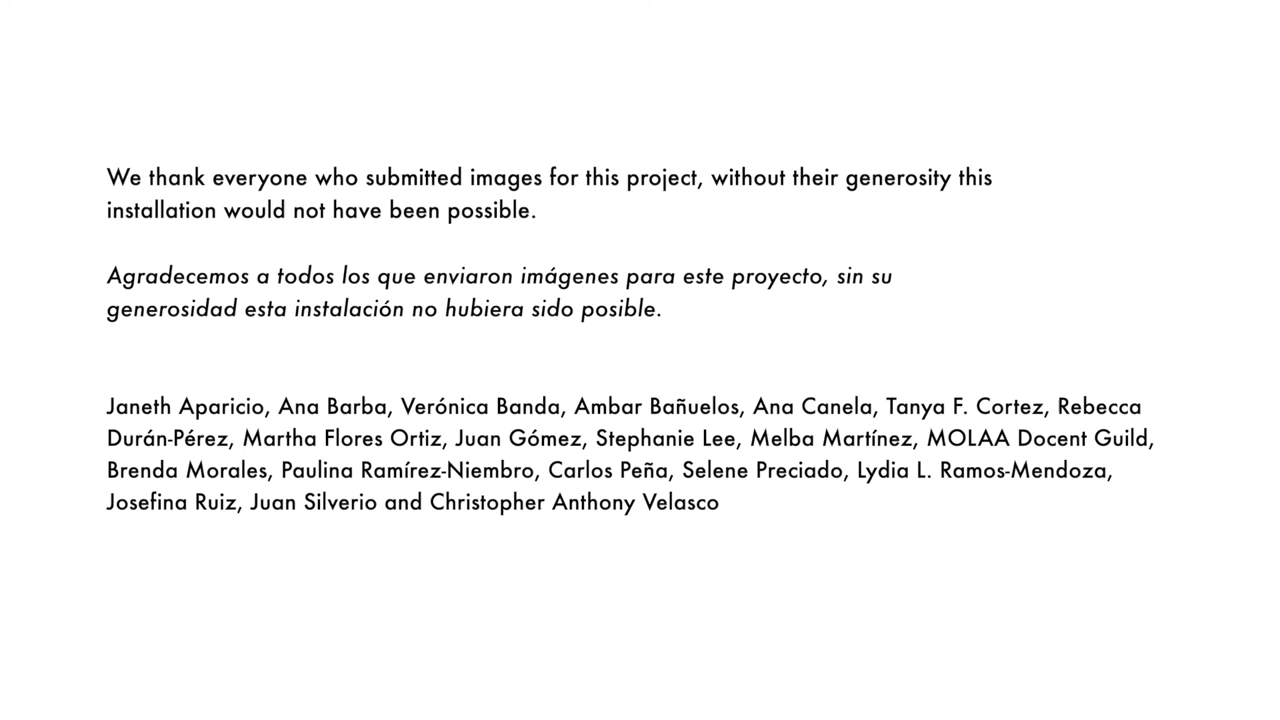 We thank everyone who submitted images for this project, without their generosity this
installation would not have been possible.
Agradecemos a todos los que enviaron imágenes para este proyecto, sin su
generosidad esta instalación no hubiera sido posible.
Janeth Aparicio, Ana Barba, Verónica Banda, Ambar Bañuelos, Ana Canela, Tanya F. Cortez, Rebecca
Durán-Pérez, Martha Flores Ortiz, Juan Gómez, Stephanie Lee, Melba Martínez, MOLAA Docent Guild,
Brenda Morales, Paulina Ramírez-Niembro, Carlos Peña, Selene Preciado, Lydia L. Ramos-Mendoza,
Josefina Ruiz, Juan Silverio and Christopher Anthony Velasco